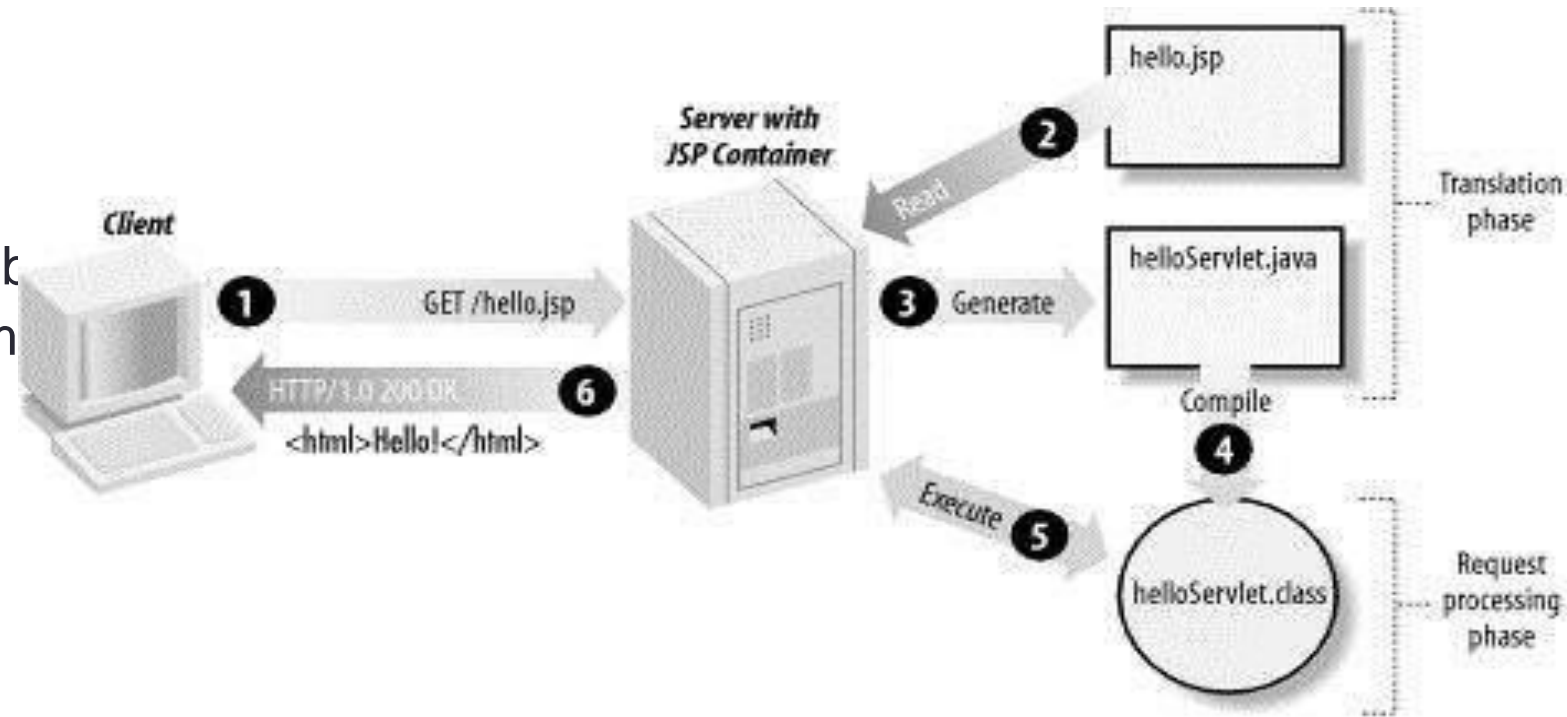 hello.jsp
Server with
JSP Container
2
Read
Translation
phase
Client
helloServlet.java
1
GET /hello.jsp
3
Generate
HTTP/1.0 200 OK
6
<html>Hello!</html>
Compile
4
Execute
5
helloServlet.class
Request
processing
phase